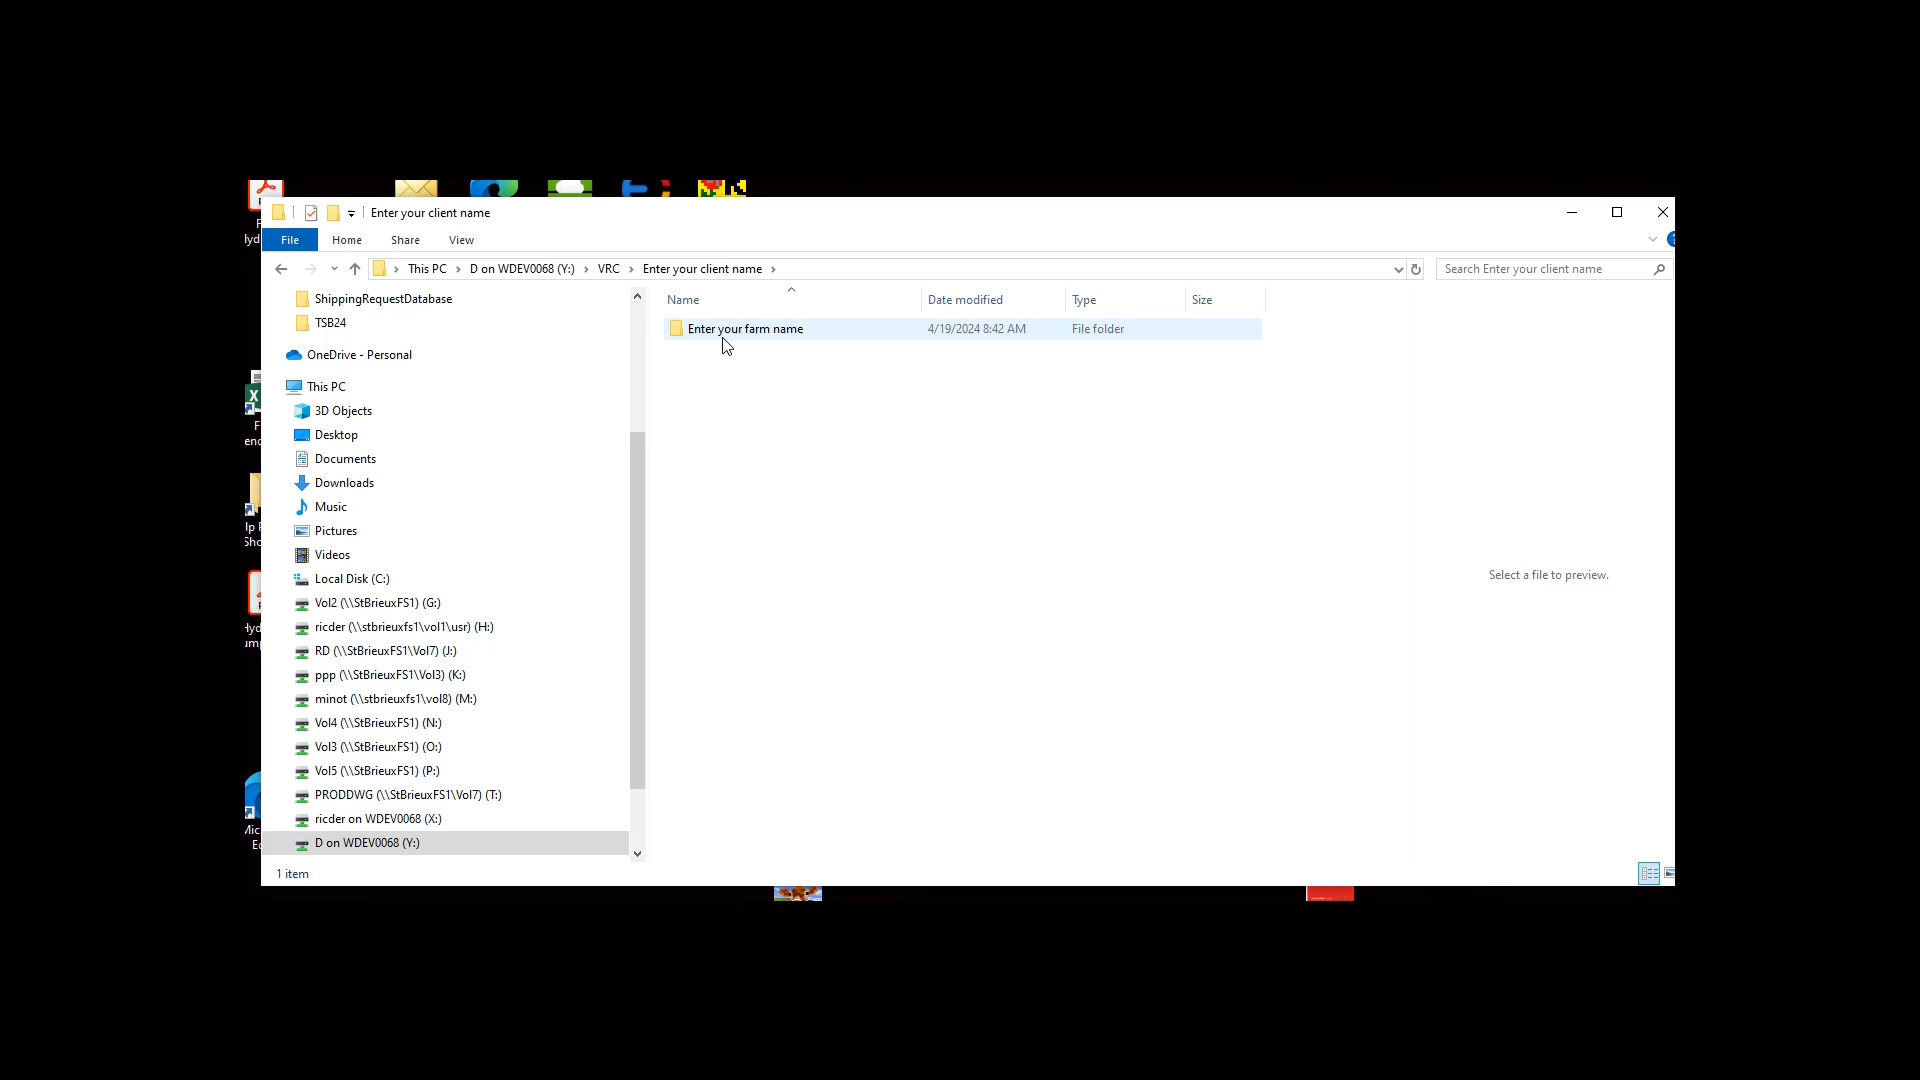 Enter your client name
File Home Share View
This PC D on WDEV0068 (Y:) VRC Enter your client name
Search Enter your client name
ShippingRequestDatabase
TSB24
OneDrive - Personal
This PC
3D Objects
Desktop
Documents
Downloads
Music
Pictures
Videos
Local Disk (C:)
Vol2 (\\StBrieuxFS1) (G:)
ricder (\\stbrieuxfs1\vol1\usr) (H:)
RD (\\StBrieuxFS1\Vol7) (J:)
ppp (\\StBrieuxFS1\Vol3) (K:)
minot (\\stbrieuxfs1\vol8) (M:)
Vol4 (\\StBrieuxFS1) (N:)
Vol3 (\\StBrieuxFS1) (O:)
Vol5 (\\StBrieuxFS1) (P:)
PRODDWG (\\StBrieuxFS1\Vol7) (T:)
ricder on WDEV0068 (X:)
D on WDEV0068 (Y:)
Name Date modified Type Size
Enter your farm name 4/19/2024 8:42 AM File folder
Select a file to preview.
1 item